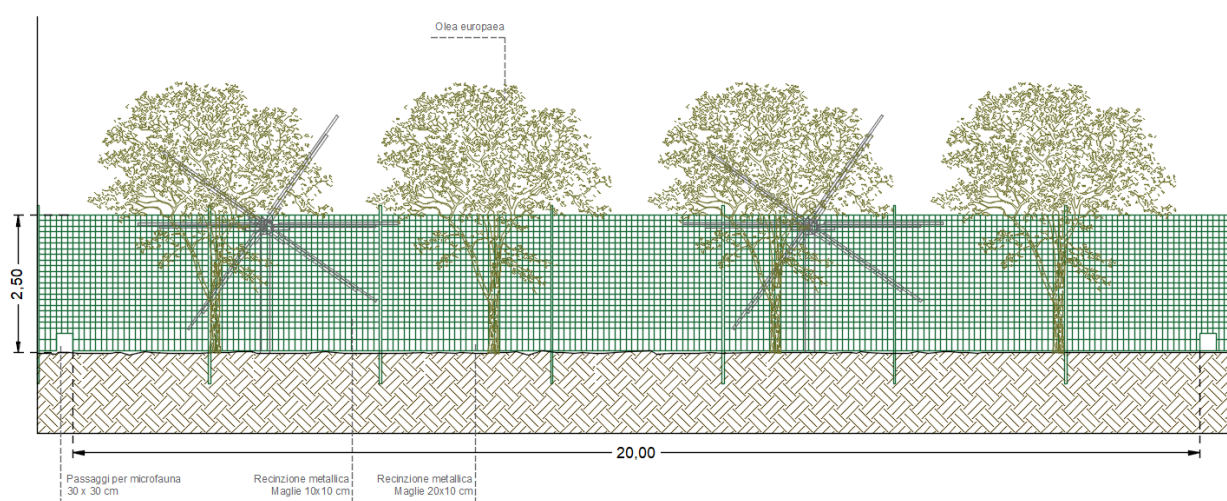 Olea europaea
2,50
20,00
Passaggi per microfauna
30 x 30 cm
Recinzione metallica
Maglie 10x10 cm
Recinzione metallica
Maglie 20x10 cm